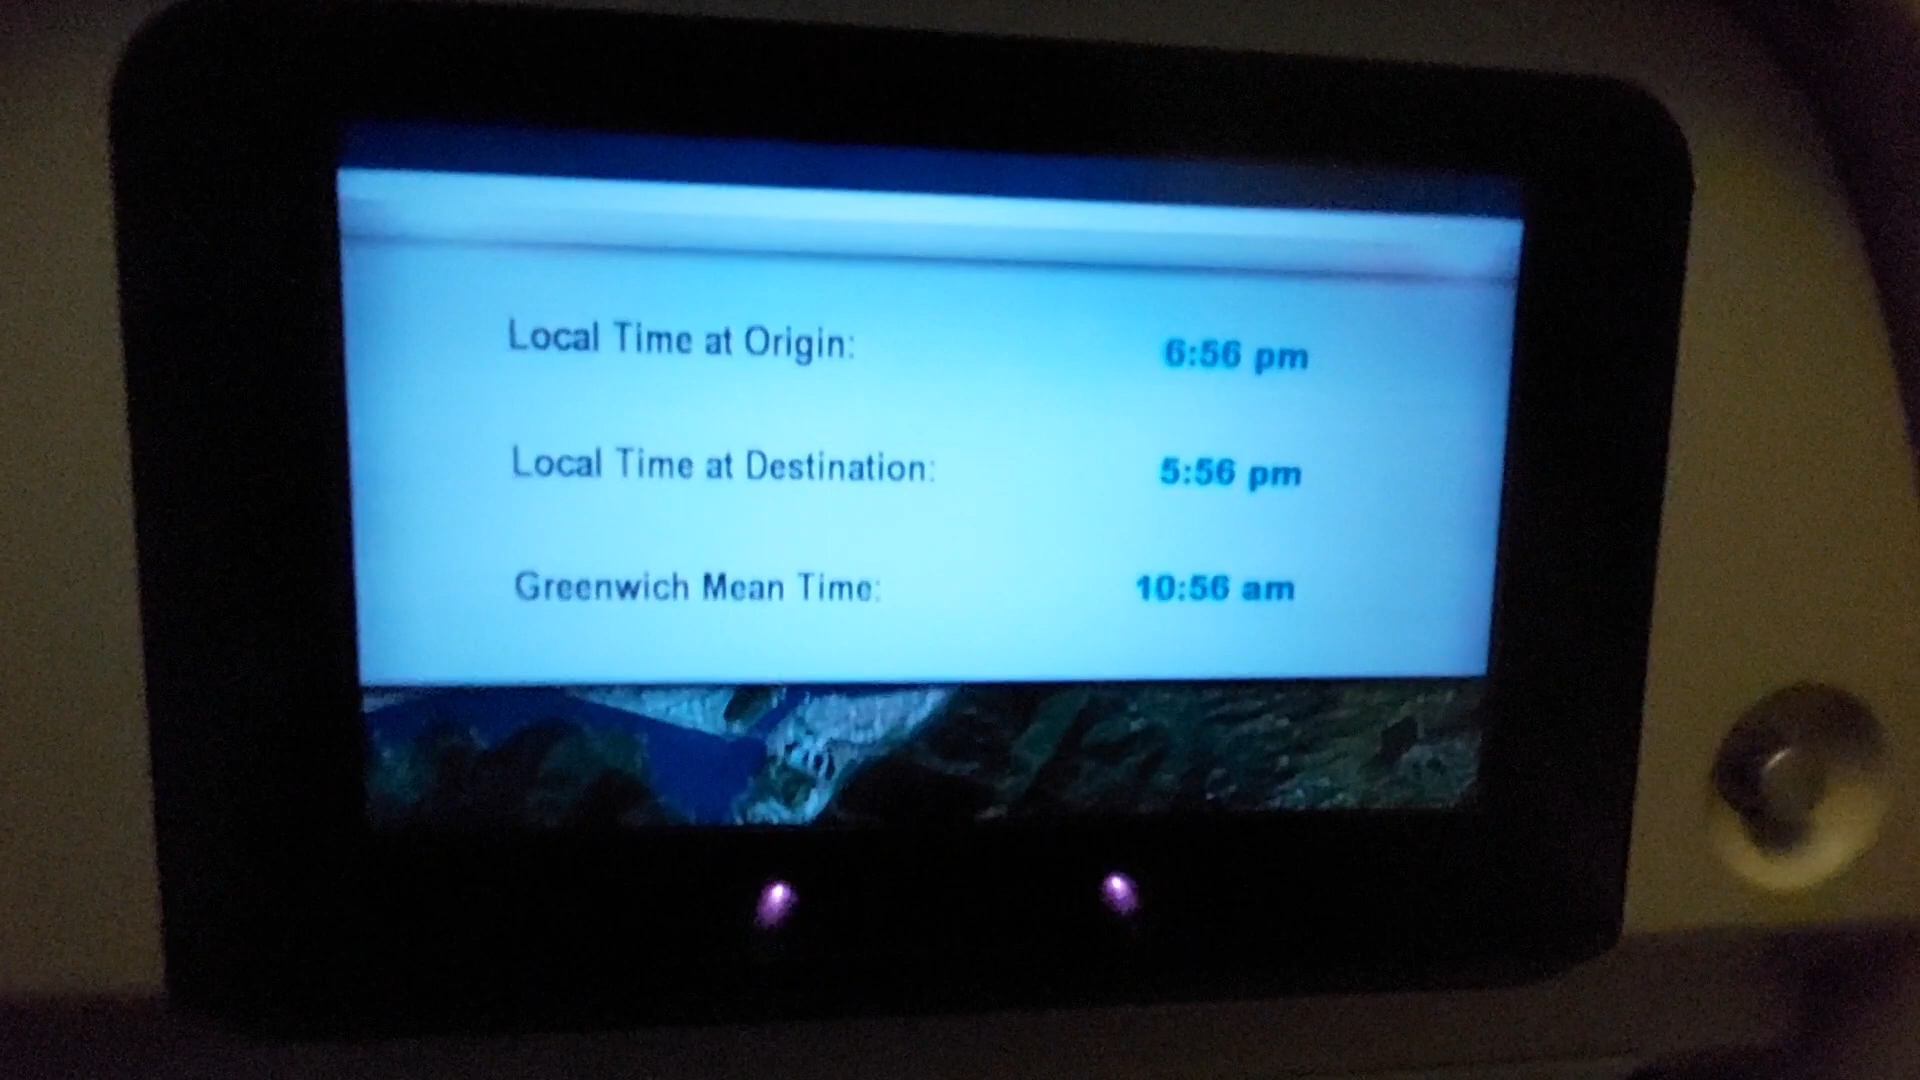 Local Time at Origin: 6:56 pm
Local Time at Destination: 5:56 pm
Greenwich Mean Time: 10:56 am